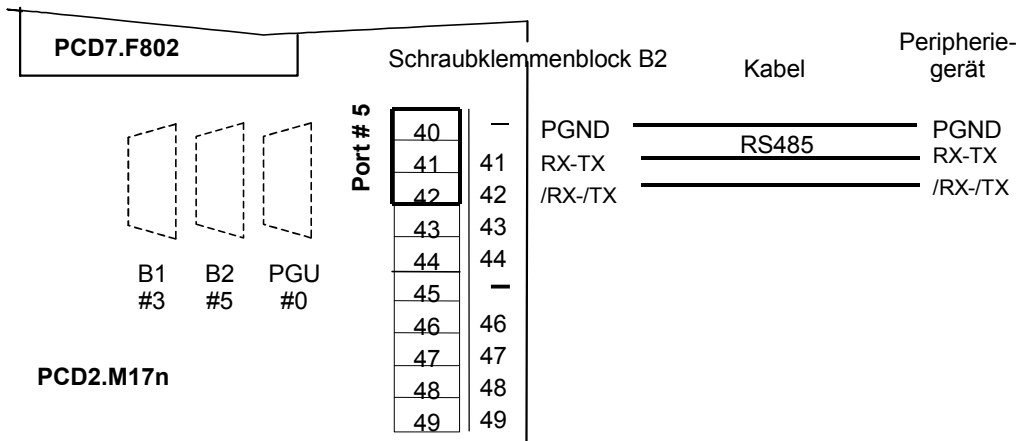 PCD7.F802
Schraubklemmenblock B2
Kabel
Peripherie-
gerät
Port # 5
40 — PGND RS485 PGND
41 41 RX-TX RX-TX
42 42 /RX-/TX /RX-/TX
43 43
44 44
45 –
46 46
47 47
48 48
49 49
B1 B2 PGU
#3 #5 #0
PCD2.M17n